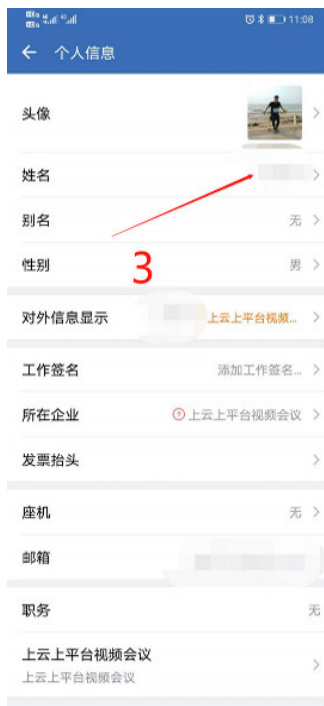 11:08
← 个人信息
头像
姓名
别名 无
性别 男
3
对外信息显示 上云上平台视频...
工作签名 添加工作签名...
所在企业 上云上平台视频会议
发票抬头
座机 无
邮箱
职务 无
上云上平台视频会议
上云上平台视频会议